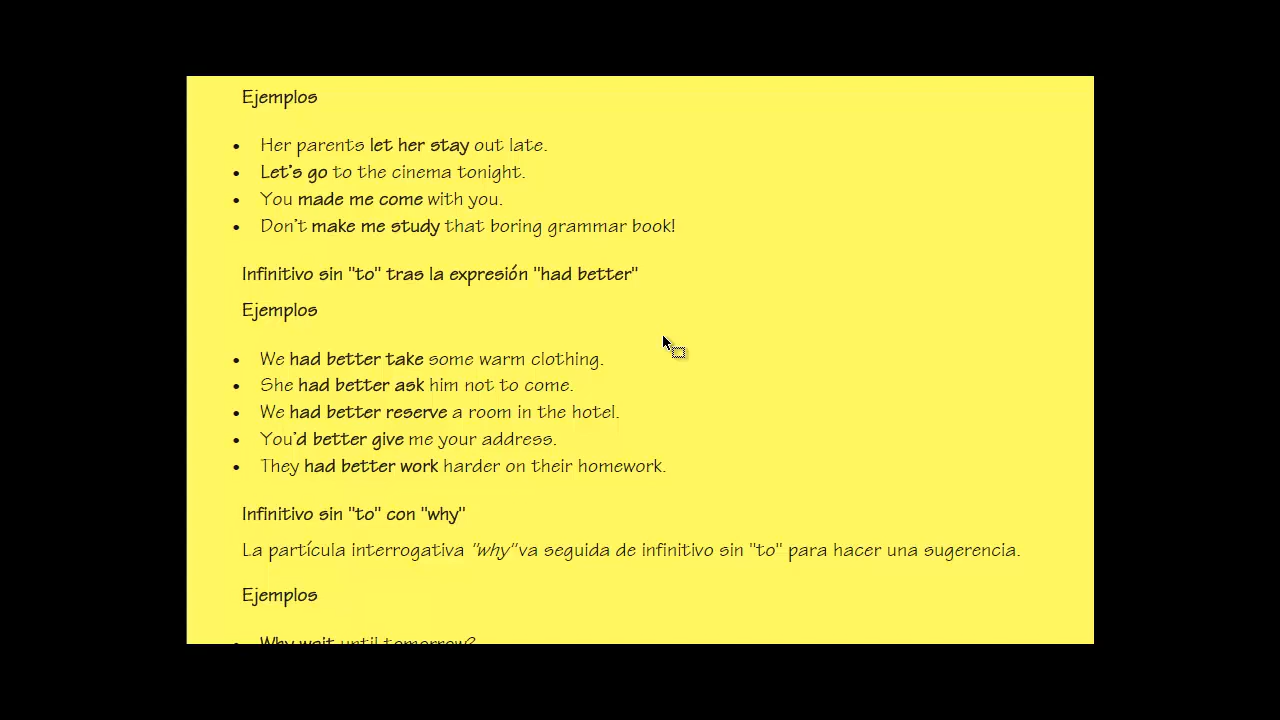 Ejemplos
• Her parents let her stay out late.
• Let's go to the cinema tonight.
• You made me come with you.
• Don't make me study that boring grammar book!
Infinitivo sin "to" tras la expresión "had better"
Ejemplos
• We had better take some warm clothing.
• She had better ask him not to come.
• We had better reserve a room in the hotel.
• You'd better give me your address.
• They had better work harder on their homework.
Infinitivo sin "to" con "why"
La partícula interrogativa "why" va seguida de infinitivo sin "to" para hacer una sugerencia.
Ejemplos
• Why wait until tomorrow?